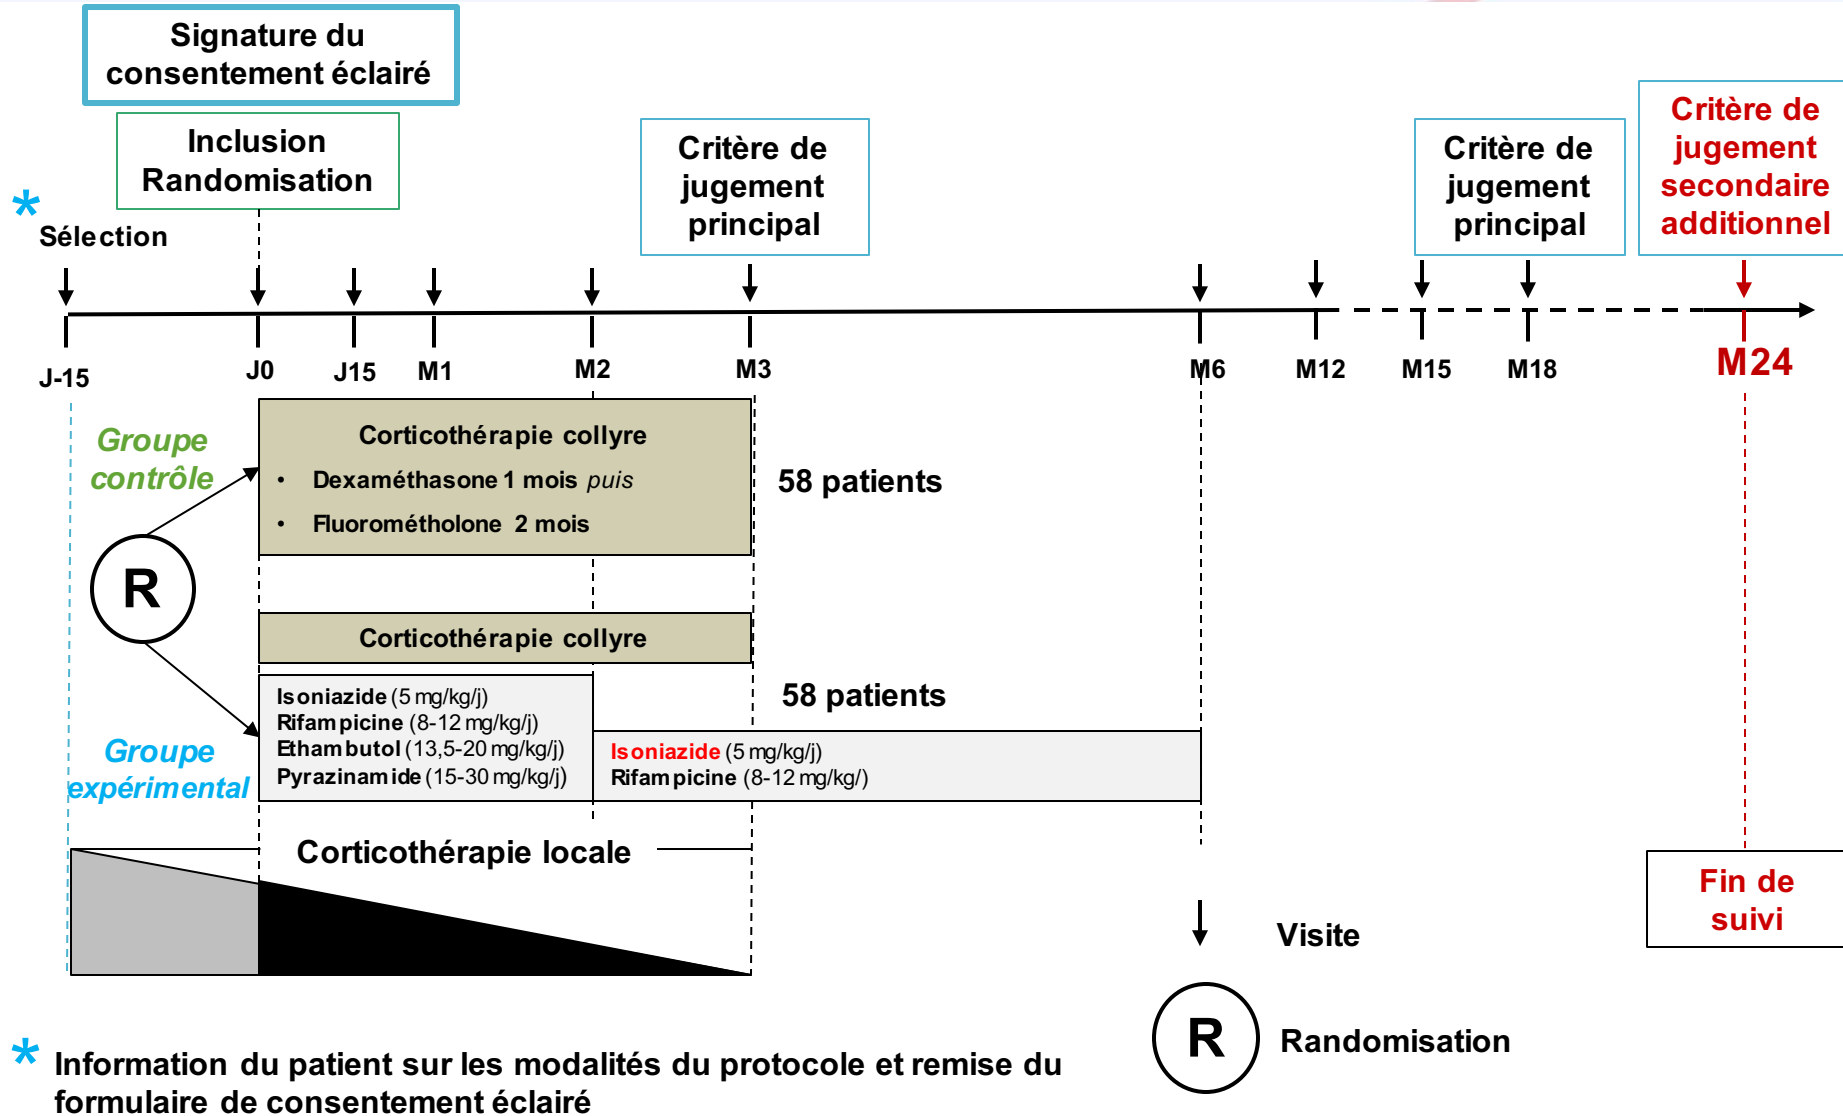 Signature du
consentement éclairé
Inclusion
Randomisation
*
Sélection
Critère de
jugement
principal
Critère de
jugement
principal
Critère de
jugement
secondaire
additionnel
J-15
J0
J15
M1
M2
M3
M6
M12
M15
M18
M24
Groupe
contrôle
Corticothérapie collyre
• Dexaméthasone 1 mois puis
• Fluorométholone 2 mois
58 patients
R
Corticothérapie collyre
Groupe
expérimental
Isoniazide (5 mg/kg/j)
Rifampicine (8-12 mg/kg/j)
Ethambutol (13,5-20 mg/kg/j)
Pyrazinamide (15-30 mg/kg/j)
58 patients
Isoniazide (5 mg/kg/j)
Rifampicine (8-12 mg/kg/)
Corticothérapie locale
Fin de
suivi
Visite
R
Randomisation
* Information du patient sur les modalités du protocole et remise du
formulaire de consentement éclairé